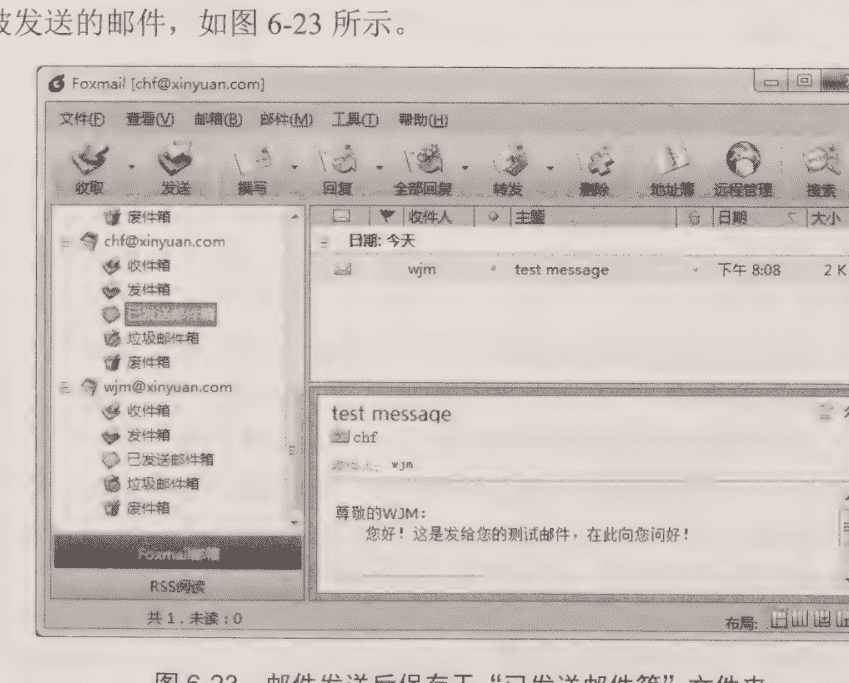 被发送的邮件，如图 6-23 所示。
Foxmail [chf@xinyuan.com]
文件(F) 查看(V) 邮箱(B) 邮件(M) 工具(T) 帮助(H)
收取 发送 撰写 回复 全部回复 转发 删除 地址簿 远程管理 搜索
废件箱
chf@xinyuan.com
收件箱
发件箱
已发送邮件箱
垃圾邮件箱
废件箱
wjm@xinyuan.com
收件箱
发件箱
已发送邮件箱
垃圾邮件箱
废件箱
Foxmail邮箱
RSS阅读
收件人 主题 日期 大小
日期: 今天
wjm test message 下午 8:08 2 K
test message
chf
wjm
尊敬的WJM：
您好！这是发给您的测试邮件，在此向您问好！
共 1，未读：0
布局:
图 6-23 邮件发送后保存于“已发送邮件箱”文件夹